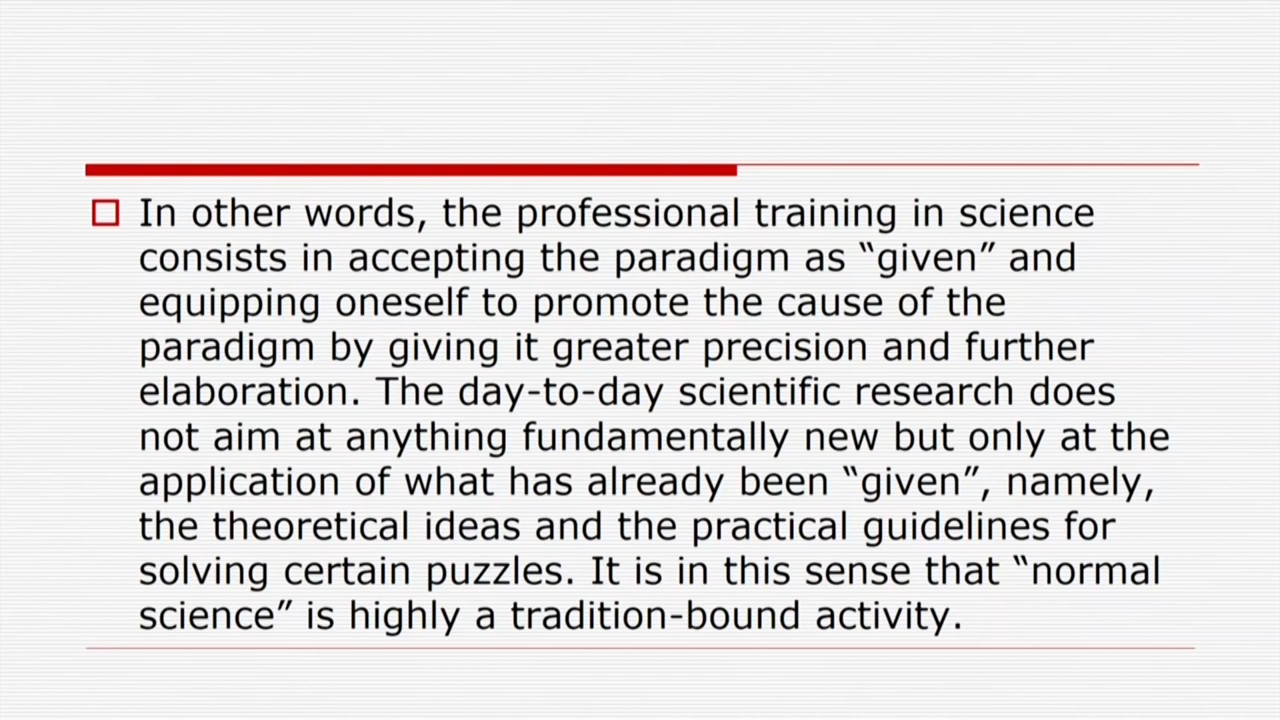 In other words, the professional training in science
consists in accepting the paradigm as “given” and
equipping oneself to promote the cause of the
paradigm by giving it greater precision and further
elaboration. The day-to-day scientific research does
not aim at anything fundamentally new but only at the
application of what has already been “given”, namely,
the theoretical ideas and the practical guidelines for
solving certain puzzles. It is in this sense that “normal
science” is highly a tradition-bound activity.